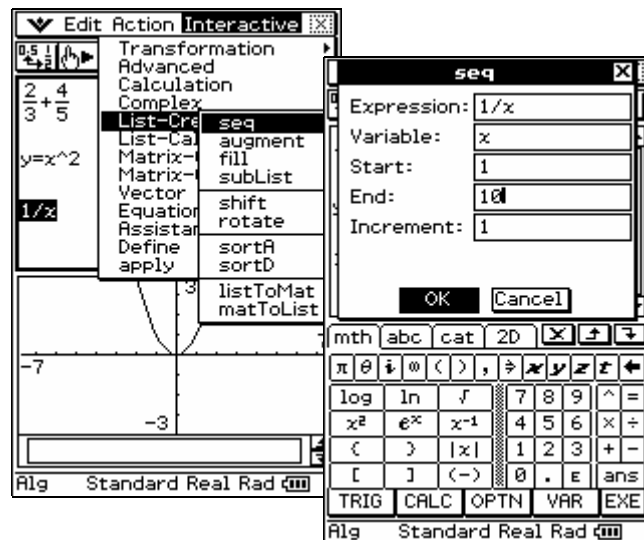 Edit Action Interactive
Transformation
Advanced
Calculation
Complex
List-Cre
List-Cal
Matrix-
Matrix-
Vector
Equation
Assistan
Define
apply
seq
augment
fill
subList
shift
rotate
sortA
sortD
listToMat
matToList
2/3+4/5
y=x^2
1/x
3
-7
-3
Alg Standard Real Rad
seq
Expression: 1/x
Variable: x
Start: 1
End: 10
Increment: 1
OK Cancel
mth abc cat 2D
π θ i ∞ ( ) , ⇒ x y z t
log ln √ 7 8 9 ^ =
x² eˣ x⁻¹ 4 5 6 × ÷
( ) |x| 1 2 3 + −
[ ] (−) 0 . E ans
TRIG CALC OPTN VAR EXE
Alg Standard Real Rad